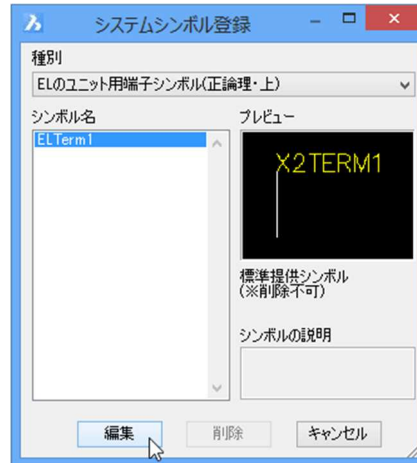 システムシンボル登録
種別
ELのユニット用端子シンボル(正論理・上)
シンボル名
プレビュー
ELTerm1
X2TERM1
標準提供シンボル
(※削除不可)
シンボルの説明
編集
削除
キャンセル